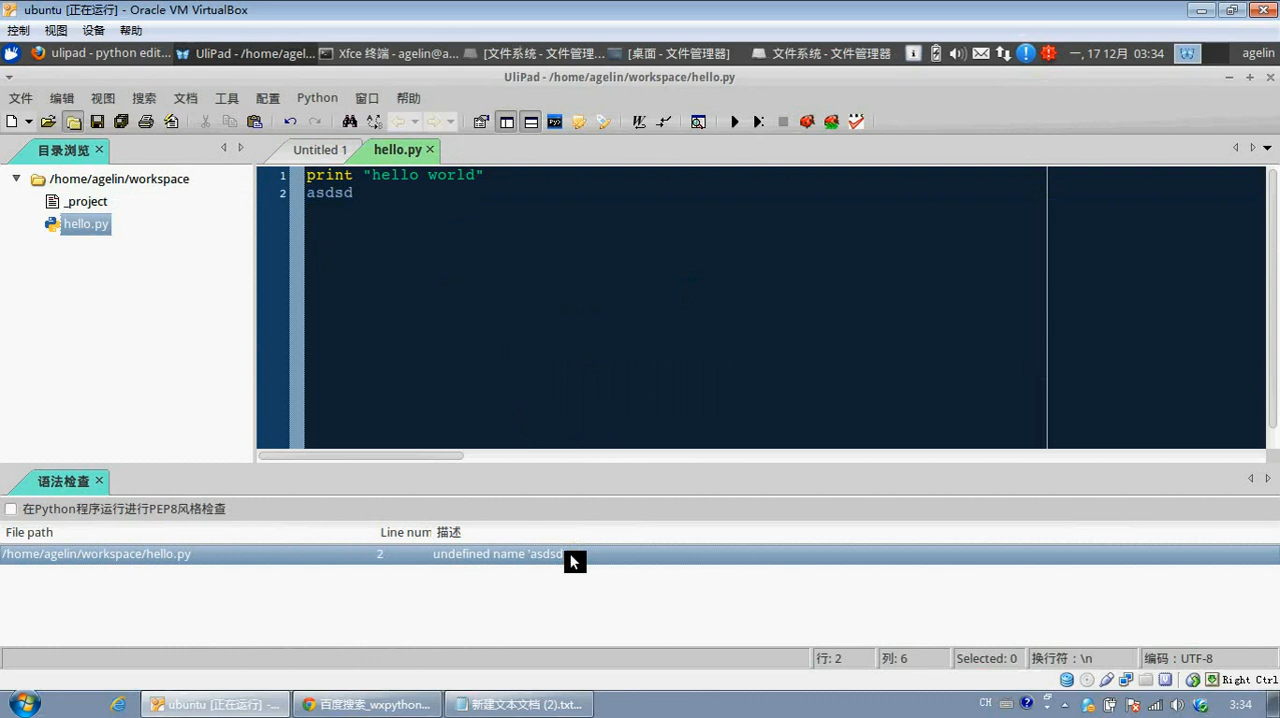 ubuntu [正在运行] - Oracle VM VirtualBox
控制 视图 设备 帮助
ulipad - python edit... UliPad - /home/agel... Xfce 终端 - agelin@a... [文件系统 - 文件管理... [桌面 - 文件管理器] 文件系统 - 文件管理器 一, 17 12月 03:34 agelin
UliPad - /home/agelin/workspace/hello.py
文件 编辑 视图 搜索 文档 工具 配置 Python 窗口 帮助
目录浏览 Untitled 1 hello.py
/home/agelin/workspace
_project
hello.py
1 print "hello world"
2 asdsd
语法检查
在Python程序运行进行PEP8风格检查
File path Line num 描述
/home/agelin/workspace/hello.py 2 undefined name 'asdsd
行: 2 列: 6 Selected: 0 换行符：\n 编码：UTF-8
Right Ctrl
ubuntu [正在运行] -... 百度搜索_wxpython... 新建文本文档 (2).txt... CH 3:34